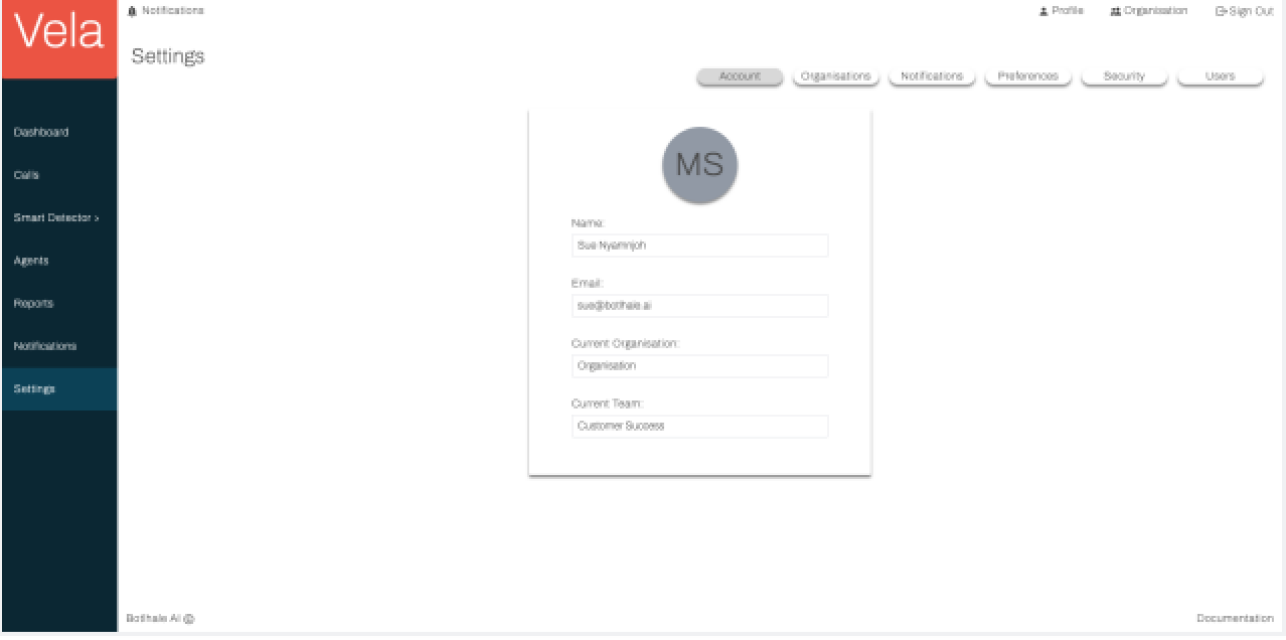 Vela
Notifications
Profile
Organisation
Sign Out
Settings
Account
Organisations
Notifications
Preferences
Security
Users
Dashboard
Calls
Smart Detector >
Agents
Reports
Notifications
Settings
MS
Name:
Sue Nyamnjoh
Email:
sue@botlhale.ai
Current Organisation:
Organisation
Current Team:
Customer Success
Botlhale AI ©
Documentation